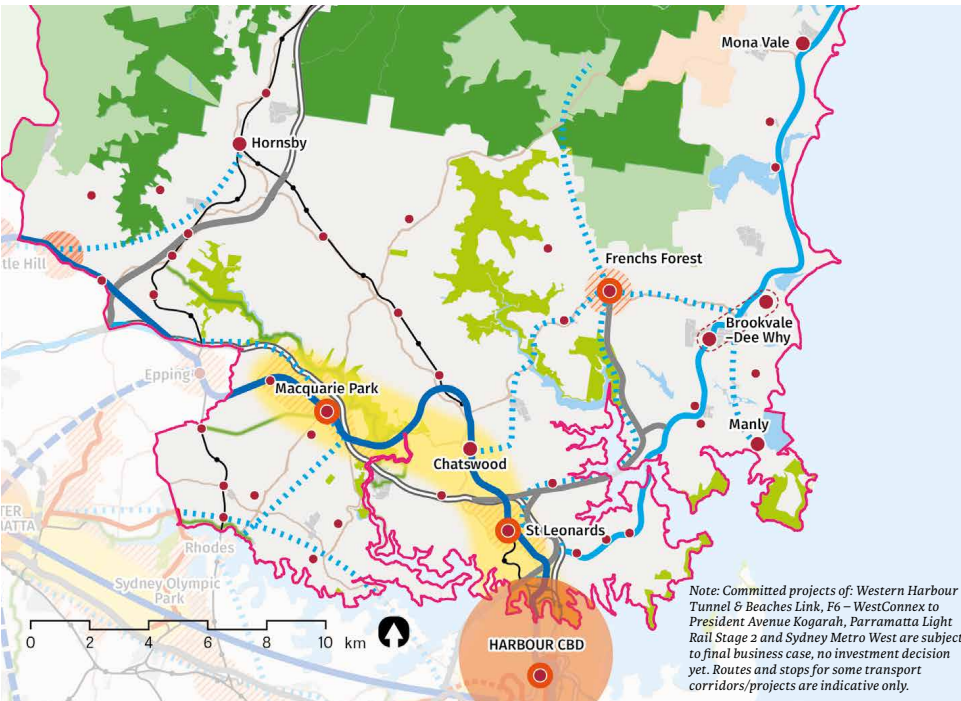 Mona Vale
Hornsby
tle Hill
Frenchs Forest
Brookvale
–Dee Why
Epping
Macquarie Park
Manly
Chatswood
TER
MATTA
St Leonards
Rhodes
Sydney Olympic
Park
0 2 4 6 8 10 km
HARBOUR CBD
Note: Committed projects of: Western Harbour
Tunnel & Beaches Link, F6 – WestConnex to
President Avenue Kogarah, Parramatta Light
Rail Stage 2 and Sydney Metro West are subject
to final business case, no investment decision
yet. Routes and stops for some transport
corridors/projects are indicative only.